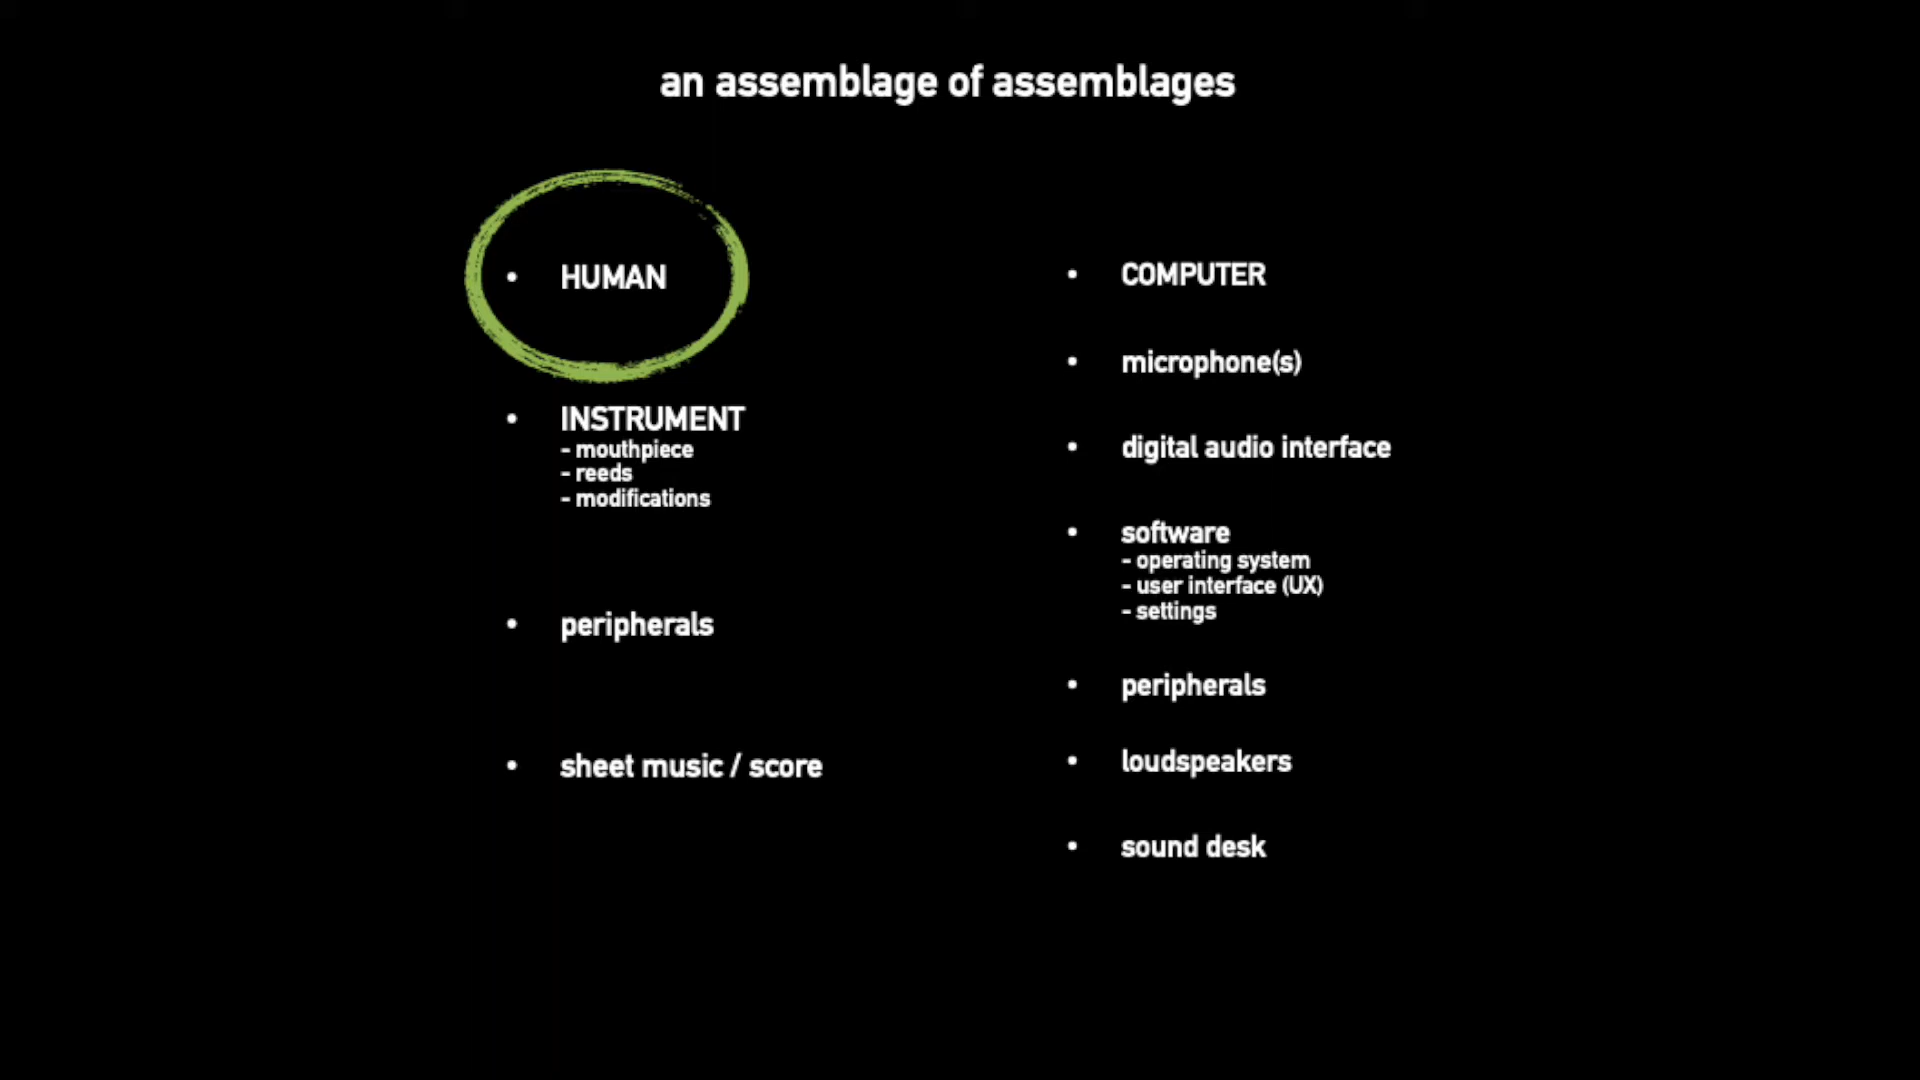 an assemblage of assemblages
• HUMAN
• INSTRUMENT
- mouthpiece
- reeds
- modifications
• peripherals
• sheet music / score
• COMPUTER
• microphone(s)
• digital audio interface
• software
- operating system
- user interface (UX)
- settings
• peripherals
• loudspeakers
• sound desk